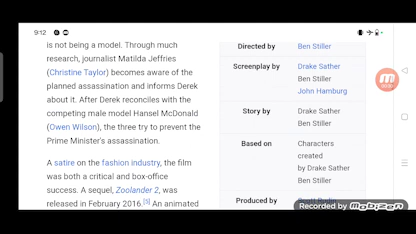 9:12
is not being a model. Through much
research, journalist Matilda Jeffries
(Christine Taylor) becomes aware of the
planned assassination and informs Derek
about it. After Derek reconciles with the
competing male model Hansel McDonald
(Owen Wilson), the three try to prevent the
Prime Minister's assassination.
A satire on the fashion industry, the film
was both a critical and box-office
success. A sequel, Zoolander 2, was
released in February 2016.[5] An animated
Directed by Ben Stiller
Screenplay by Drake Sather
Ben Stiller
John Hamburg
Story by Drake Sather
Ben Stiller
Based on Characters
created
by Drake Sather
Ben Stiller
Produced by Scott Rudin
Recorded by Mobizen